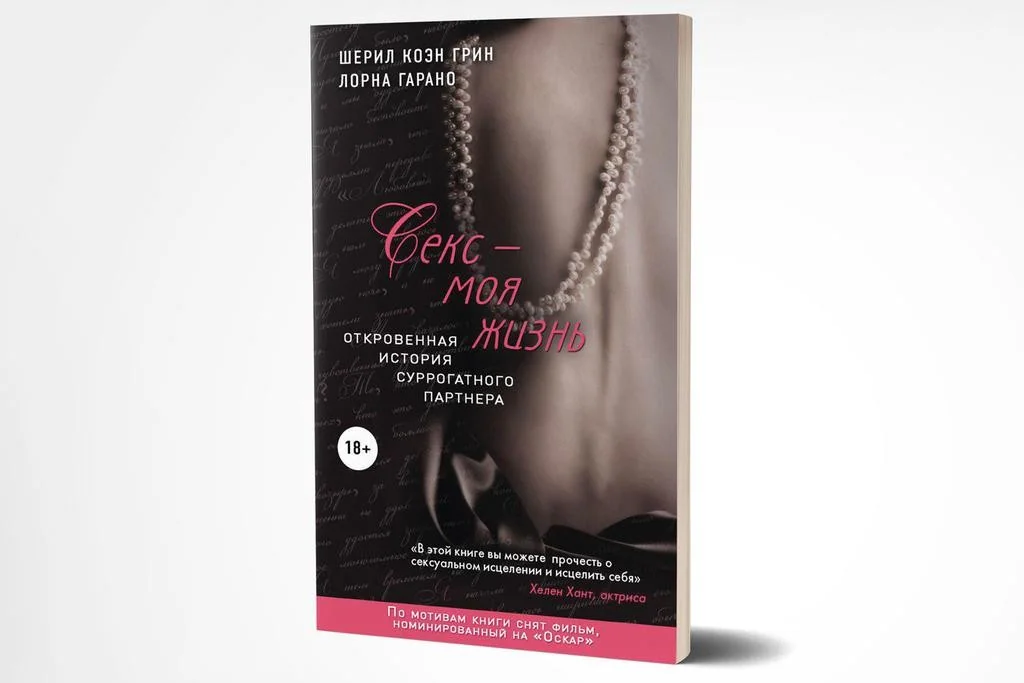 ШЕРИЛ КОЭН ГРИН
ЛОРНА ГАРАНО
Секс –
моя
жизнь
ОТКРОВЕННАЯ
ИСТОРИЯ
СУРРОГАТНОГО
ПАРТНЕРА
18+
«В этой книге вы можете прочесть о
сексуальном исцелении и исцелить себя»
Хелен Хант, актриса
По мотивам книги снят фильм,
номинированный на «Оскар»